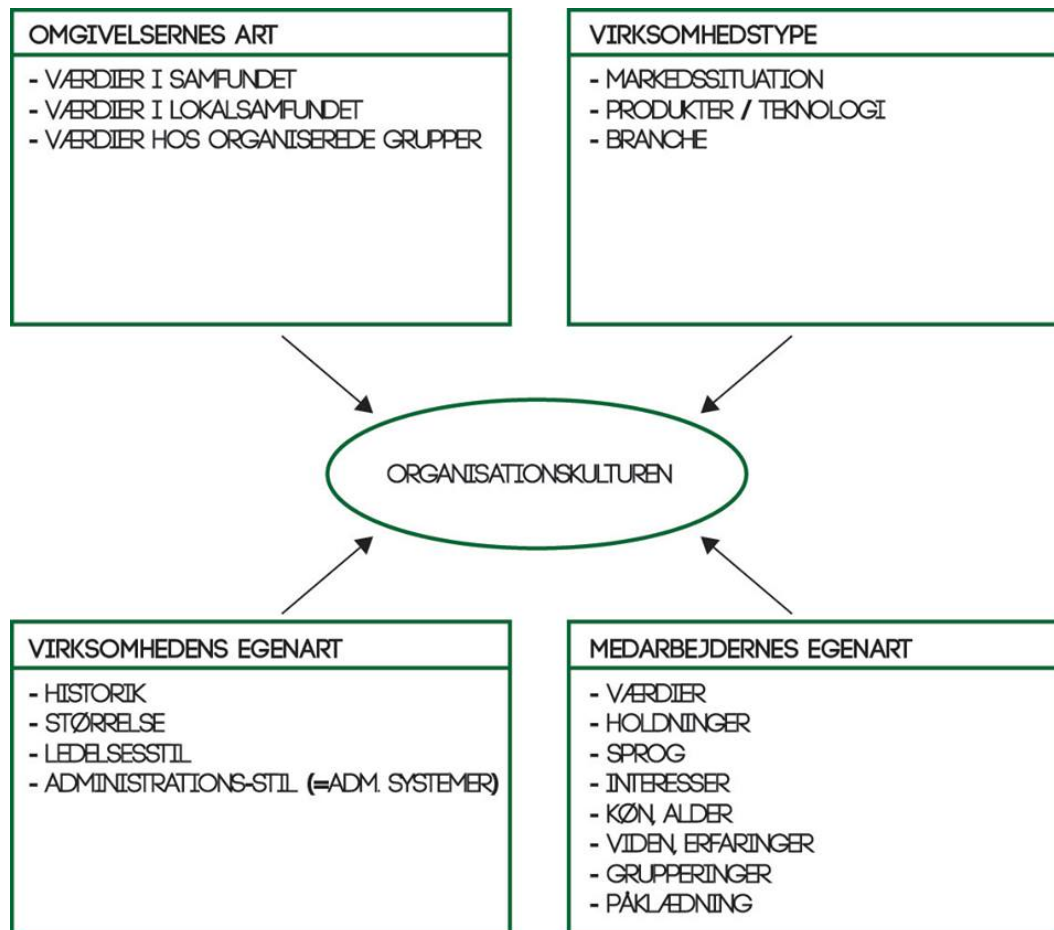 OMGIVELSERNES ART
- VÆRDIER I SAMFUNDET
- VÆRDIER I LOKALSAMFUNDET
- VÆRDIER HOS ORGANISEREDE GRUPPER
VIRKSOMHEDSTYPE
- MARKEDSSITUATION
- PRODUKTER / TEKNOLOGI
- BRANCHE
ORGANISATIONSKULTUREN
VIRKSOMHEDENS EGENART
- HISTORIK
- STØRRELSE
- LEDELSESSTIL
- ADMINISTRATIONS-STIL (=ADM. SYSTEMER)
MEDARBEJDERNES EGENART
- VÆRDIER
- HOLDNINGER
- SPROG
- INTERESSER
- KØN, ALDER
- VIDEN, ERFARINGER
- GRUPPERINGER
- PÅKLÆDNING